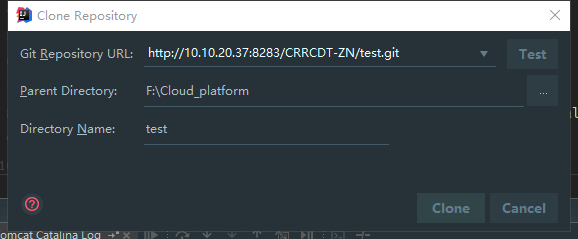 Clone Repository
Git Repository URL: http://10.10.20.37:8283/CRRCDT-ZN/test.git Test
Parent Directory: F:\Cloud_platform ...
Directory Name: test
? Clone Cancel
omcat Catalina Log